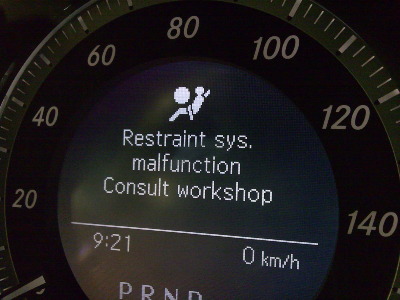 80
60
100
40
120
20
140
Restraint sys.
malfunction
Consult workshop
9:21
0 km/h
P R N D